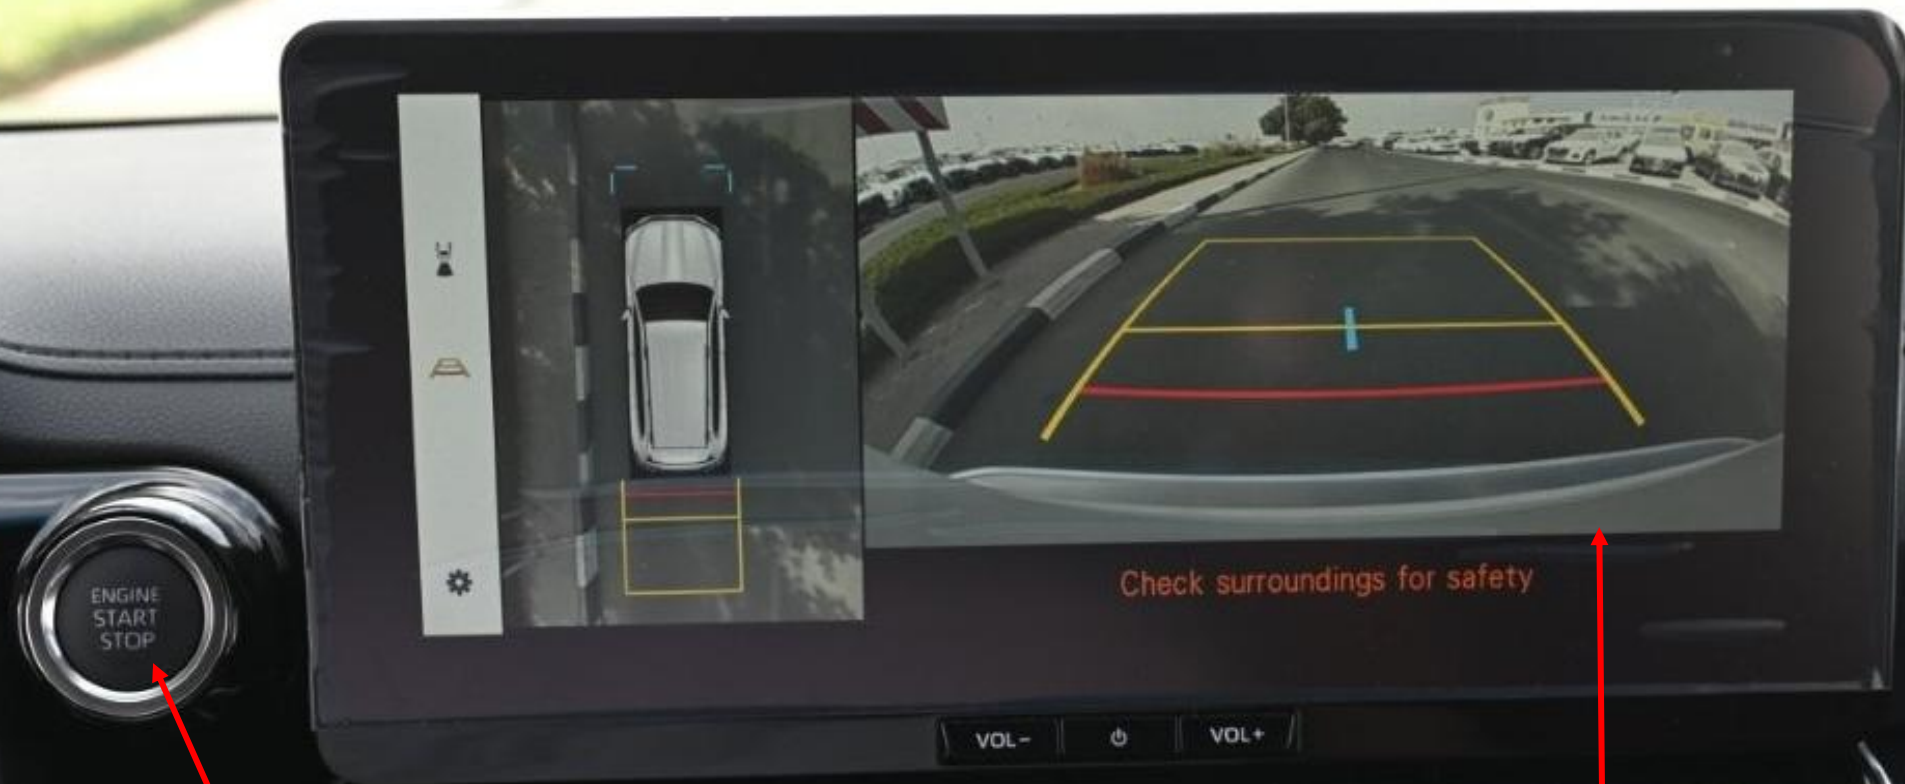 ENGINE
START
STOP
Check surroundings for safety
VOL-
VOL+